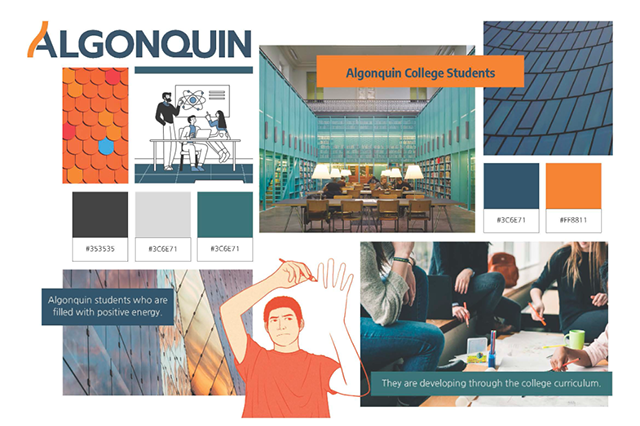 ALGONQUIN
Algonquin College Students
#353535
#3C6E71
#3C6E71
#3C6E71
#FF8811
Algonquin students who are
filled with positive energy.
They are developing through the college curriculum.